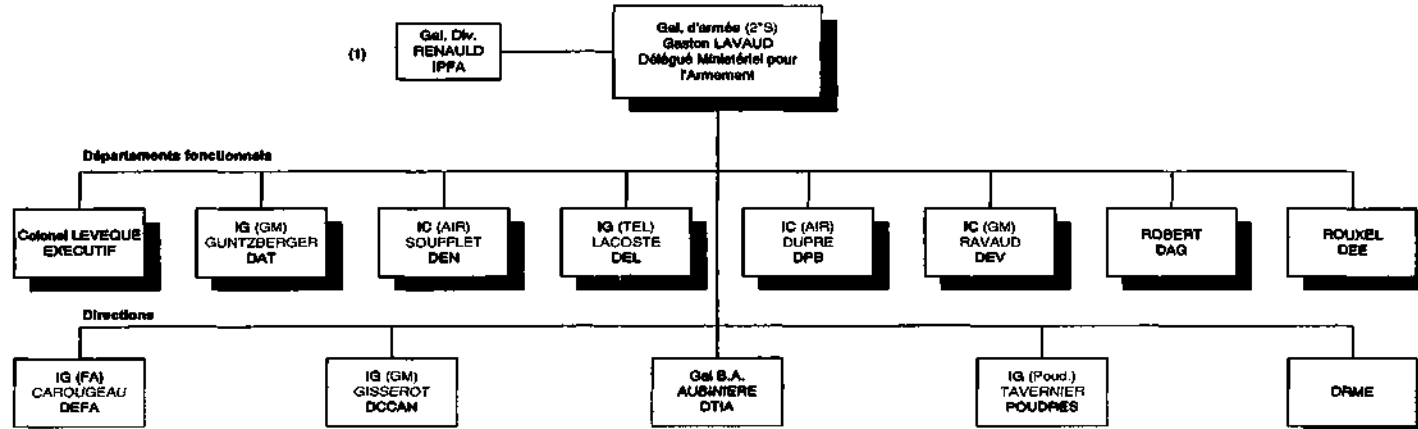 (1)
Gal. Div.
RENAULD
IPFA
Gal. d'armée (2°S)
Gaston LAVAUD
Délégué Ministériel pour
l'Armement
Départements fonctionnels
Colonel LEVEQUE
EXECUTIF
IG (GM)
GUNTZBERGER
DAT
IC (AIR)
SOUFFLET
DEN
IG (TEL)
LACOSTE
DEL
IC (AIR)
DUPRE
DPB
IC (GM)
RAVAUD
DEV
ROBERT
DAG
ROUXEL
DEE
Directions
IG (FA)
CAROUGEAU
DEFA
IG (GM)
GISSEROT
DCCAN
Gal B.A.
AUBINIERE
DTIA
IG (Poud.)
TAVERNIER
POUDRES
DRME